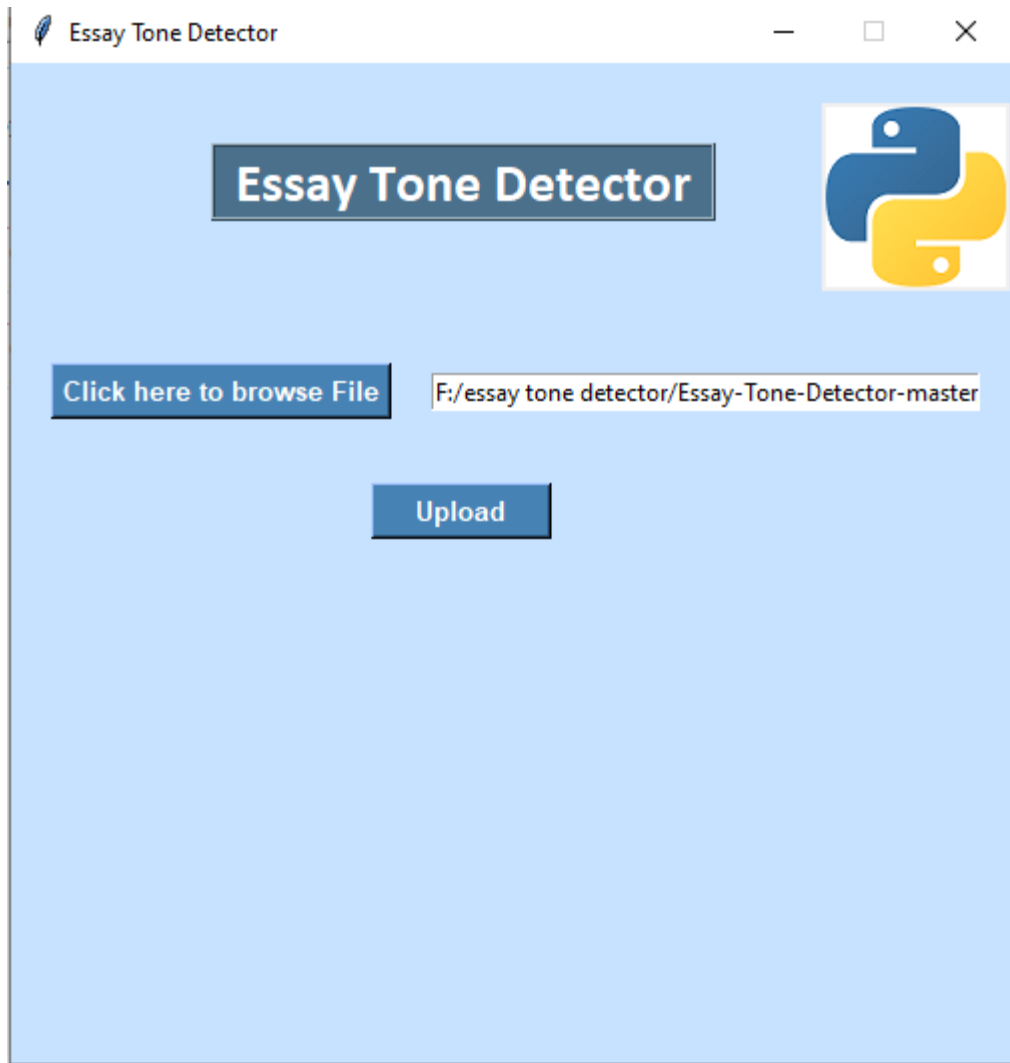 Essay Tone Detector
Essay Tone Detector
Click here to browse File
F:/essay tone detector/Essay-Tone-Detector-master
Upload